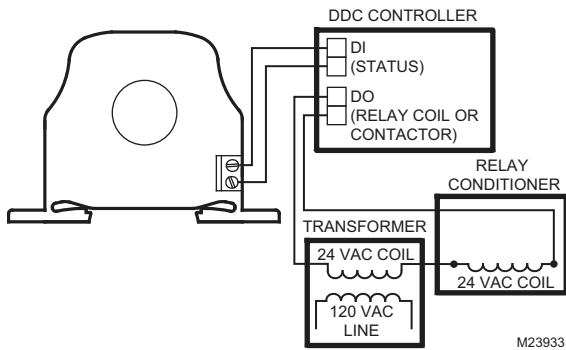 DDC CONTROLLER
DI
(STATUS)
DO
(RELAY COIL OR
CONTACTOR)
RELAY
CONDITIONER
TRANSFORMER
24 VAC COIL
24 VAC COIL
120 VAC
LINE
M23933